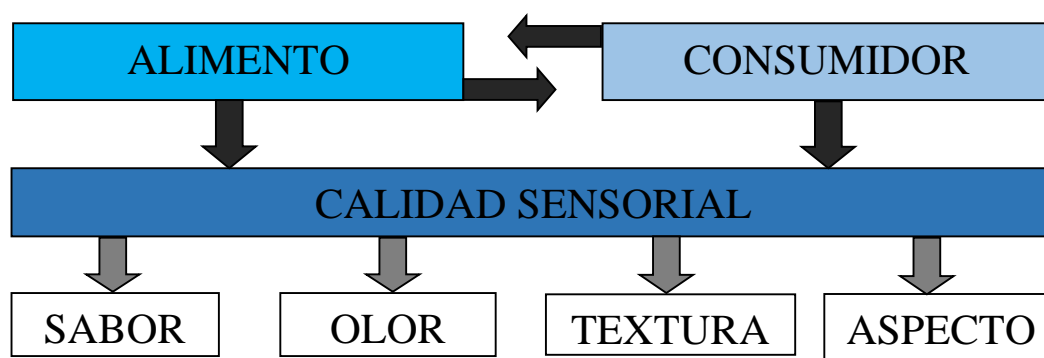 ALIMENTO
CONSUMIDOR
CALIDAD SENSORIAL
SABOR
OLOR
TEXTURA
ASPECTO